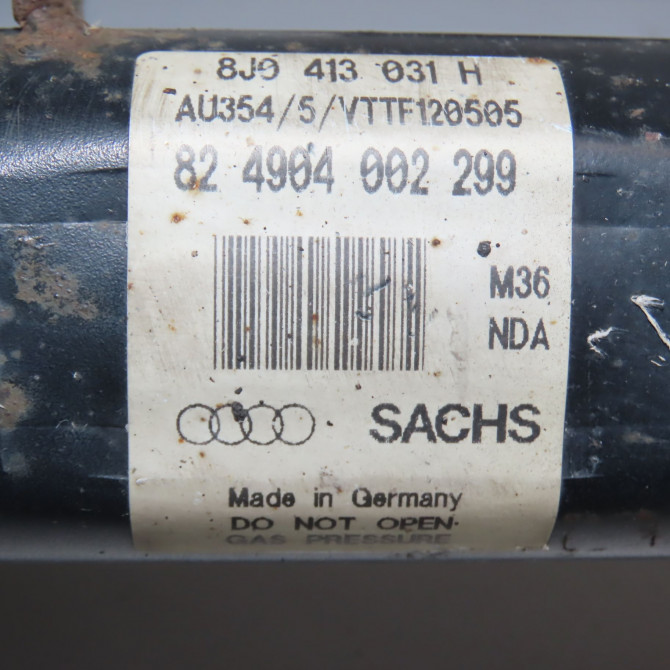 8J0 413 031 H
AU354/5/VTTF120505
82 4904 002 299
M36
NDA
SACHS
Made in Germany
DO NOT OPEN
GAS PRESSURE